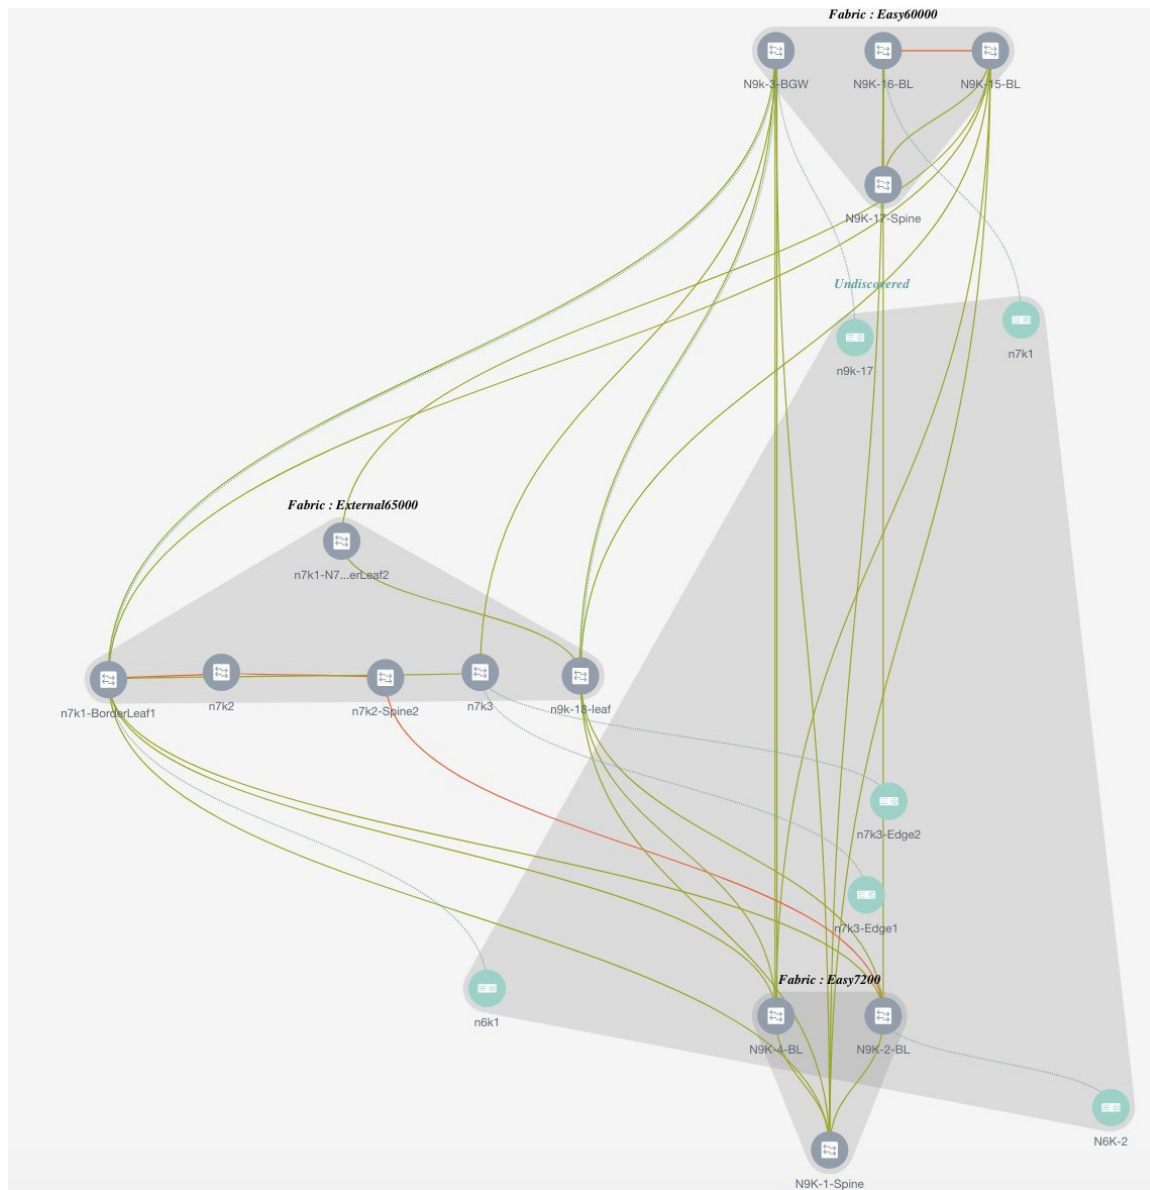 Fabric : Easy60000
N9k-3-BGW
N9K-16-BL
N9K-15-BL
N9K-17-Spine
Undiscovered
n9k-17
n7k1
Fabric : External65000
n7k1-N7...erLeaf2
n7k1-BorderLeaf1
n7k2
n7k2-Spine2
n7k3
n9k-18-leaf
n7k3-Edge2
n7k3-Edge1
Fabric : Easy7200
n6k1
N9K-4-BL
N9K-2-BL
N6K-2
N9K-1-Spine